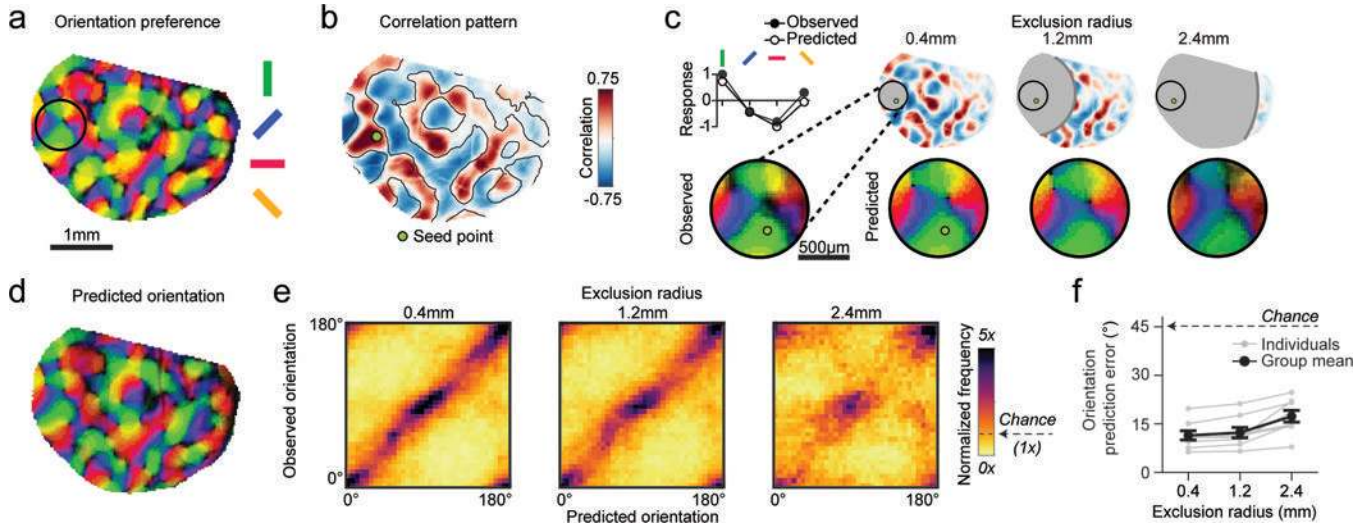 a
Orientation preference
1mm
b
Correlation pattern
0.75
Correlation
-0.75
Seed point
c
Observed
Predicted
Response
1
0
-1
Exclusion radius
0.4mm
1.2mm
2.4mm
Observed
500µm
Predicted
d
Predicted orientation
e
Exclusion radius
0.4mm
1.2mm
2.4mm
Observed orientation
180°
0°
0°
180°
0°
180°
0°
180°
Predicted orientation
5x
Normalized frequency
0x
Chance
(1x)
f
Orientation
prediction error (°)
45
30
15
0
Chance
Individuals
Group mean
0.4
1.2
2.4
Exclusion radius (mm)